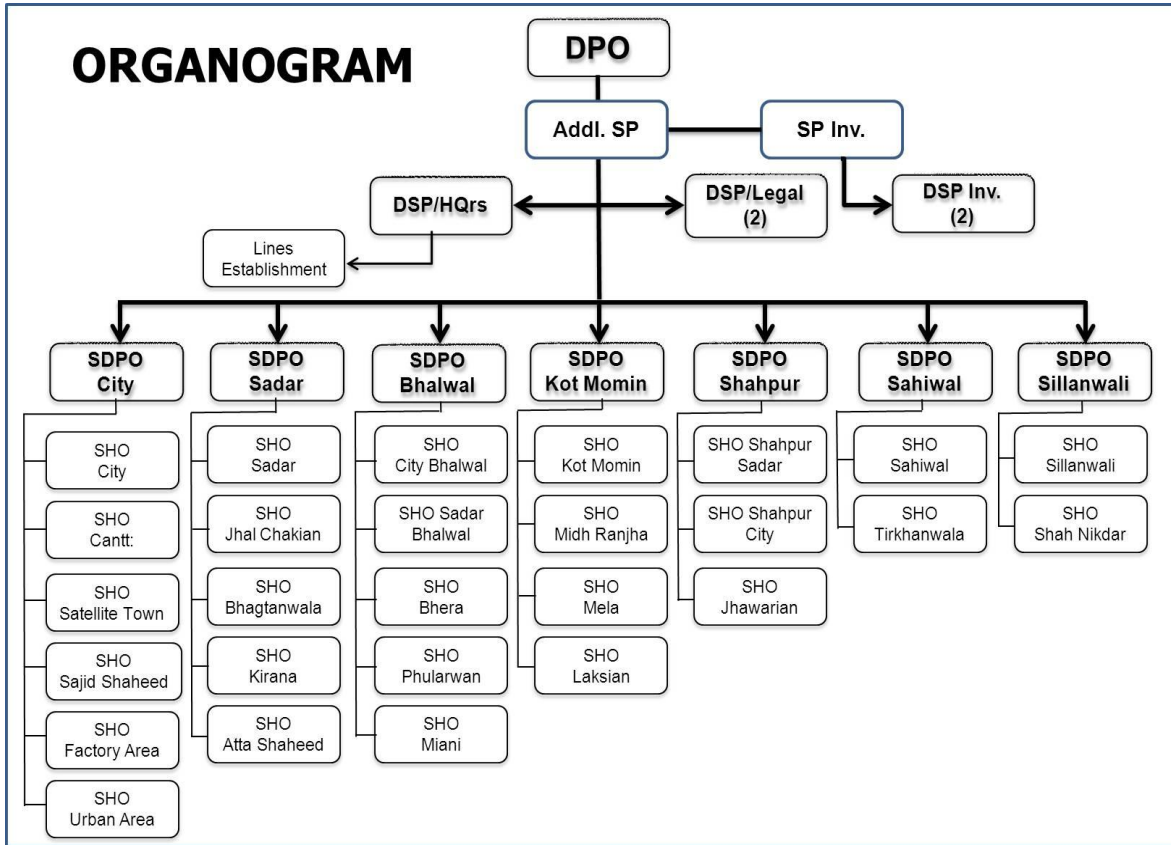 ORGANOGRAM
DPO
Addl. SP
SP Inv.
DSP/HQrs
DSP/Legal
(2)
DSP Inv.
(2)
Lines
Establishment
SDPO
City
SDPO
Sadar
SDPO
Bhalwal
SDPO
Kot Momin
SDPO
Shahpur
SDPO
Sahiwal
SDPO
Sillanwali
SHO
City
SHO
Cantt:
SHO
Satellite Town
SHO
Sajid Shaheed
SHO
Factory Area
SHO
Urban Area
SHO
Sadar
SHO
Jhal Chakian
SHO
Bhagtanwala
SHO
Kirana
SHO
Atta Shaheed
SHO
City Bhalwal
SHO Sadar
Bhalwal
SHO
Bhera
SHO
Phularwan
SHO
Miani
SHO
Kot Momin
SHO
Midh Ranjha
SHO
Mela
SHO
Laksian
SHO Shahpur
Sadar
SHO Shahpur
City
SHO
Jhawarian
SHO
Sahiwal
SHO
Tirkhanwala
SHO
Sillanwali
SHO
Shah Nikdar